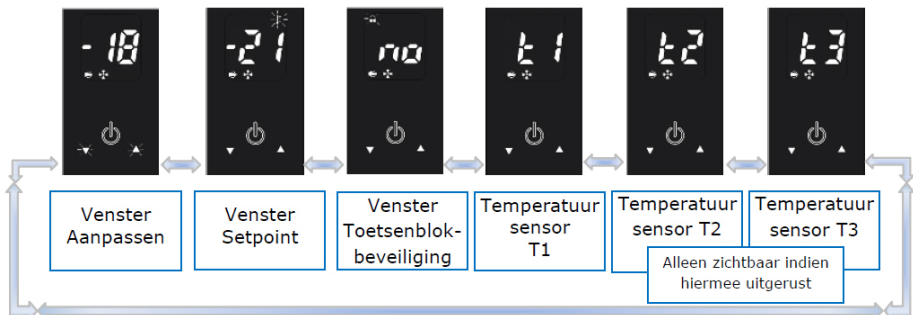 -18
-21
no
t1
t2
t3
Venster
Aanpassen
Venster
Setpoint
Venster
Toetsenblok-
beveiliging
Temperatuur
sensor
T1
Temperatuur
sensor T2
Temperatuur
sensor T3
Alleen zichtbaar indien
hiermee uitgerust